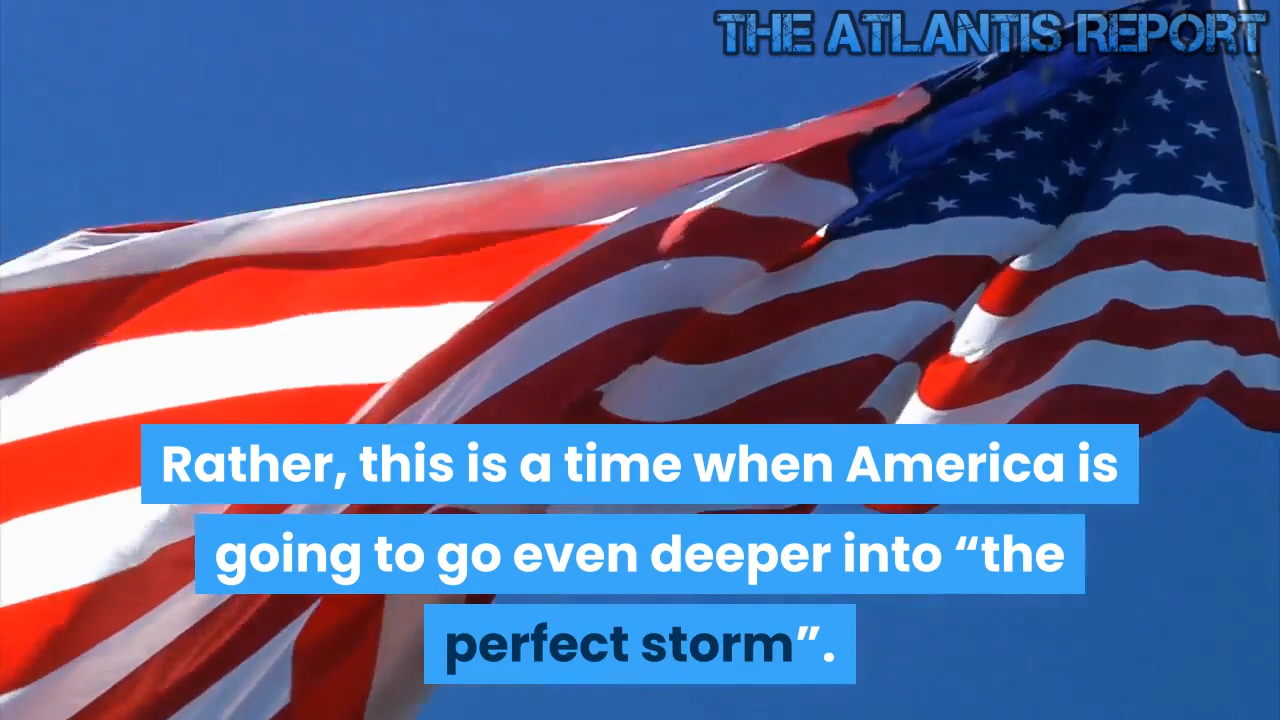 THE ATLANTIS REPORT
Rather, this is a time when America is
going to go even deeper into “the
perfect storm”.